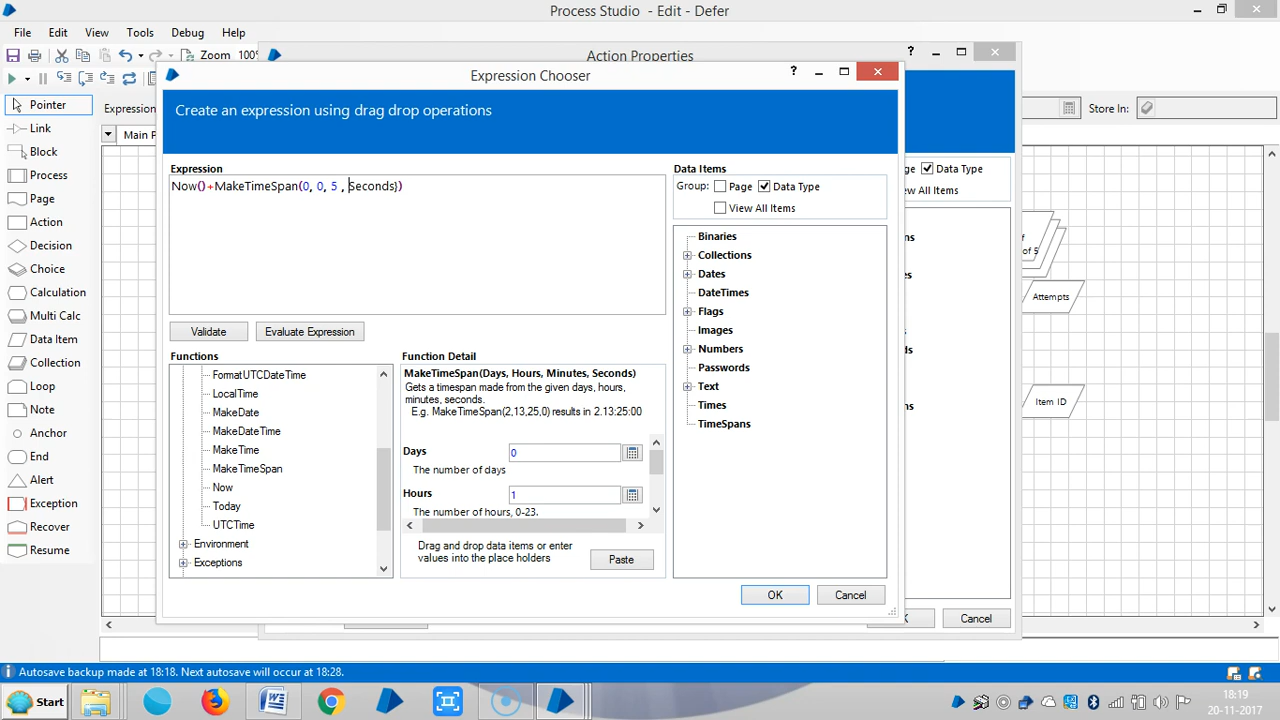 Process Studio - Edit - Defer
File Edit View Tools Debug Help
Zoom 100%
Action Properties
Expression Chooser
Create an expression using drag drop operations
Pointer
Link
Block
Process
Page
Action
Decision
Choice
Calculation
Multi Calc
Data Item
Collection
Loop
Note
Anchor
End
Alert
Exception
Recover
Resume
Expression
Main P
Store In:
Expression
Now()+MakeTimeSpan(0, 0, 5 , Seconds))
Validate
Evaluate Expression
Functions
FormatUTCDateTime
LocalTime
MakeDate
MakeDateTime
MakeTime
MakeTimeSpan
Now
Today
UTCTime
Environment
Exceptions
Function Detail
MakeTimeSpan(Days, Hours, Minutes, Seconds)
Gets a timespan made from the given days, hours,
minutes, seconds.
E.g. MakeTimeSpan(2,13,25,0) results in 2.13:25:00
Days 0
The number of days
Hours 1
The number of hours, 0-23.
Drag and drop data items or enter
values into the place holders
Paste
Data Items
Group: Page Data Type
View All Items
Binaries
Collections
Dates
DateTimes
Flags
Images
Numbers
Passwords
Text
Times
TimeSpans
OK
Cancel
ge Data Type
ew All Items
Cancel
of 5
Attempts
Item ID
Autosave backup made at 18:18. Next autosave will occur at 18:28.
Start
18:19
20-11-2017